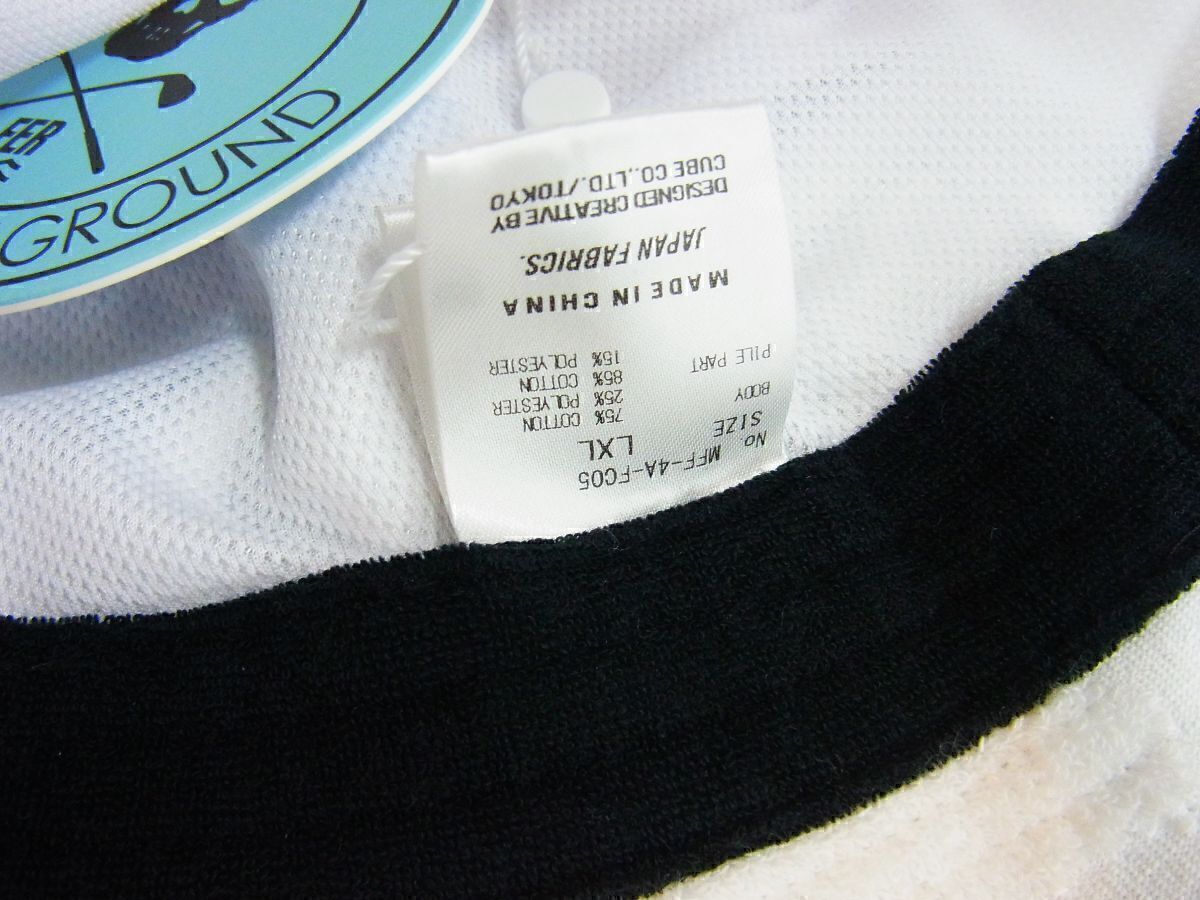 No. MFF-4A-FC05
SIZE LXL
BODY 75% COTTON
25% POLYESTER
PILE PART 85% COTTON
15% POLYESTER
MADE IN CHINA
JAPAN FABRICS.
DESIGNED CREATIVE BY
CUBE CO.,LTD./TOKYO
GROUND